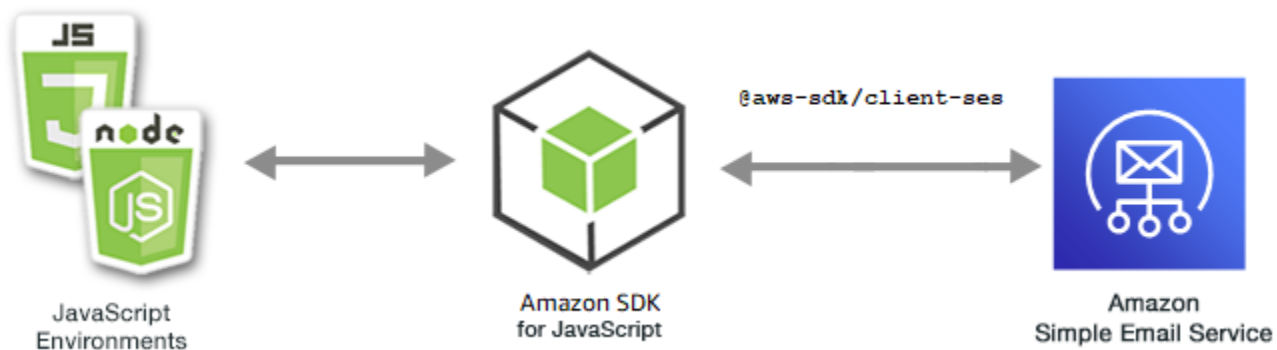 JS
node
JS
@aws-sdk/client-ses
JavaScript
Environments
Amazon SDK
for JavaScript
Amazon
Simple Email Service